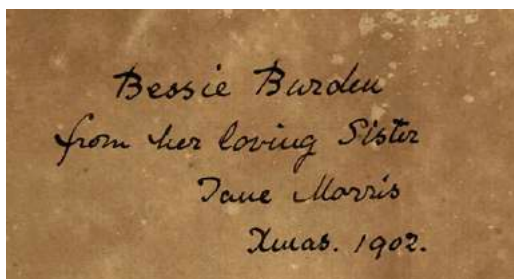 Bessie Burden
from her loving Sister
Jane Morris
Xmas. 1902.